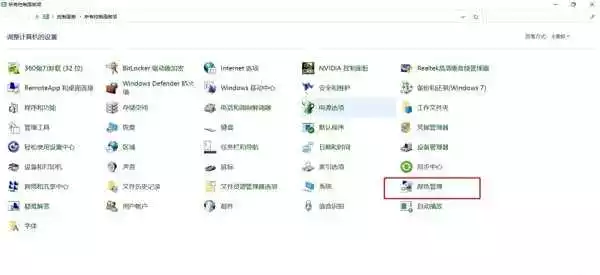 所有控制面板项
控制面板 > 所有控制面板项
调整计算机的设置
查看方式: 小图标
360强力卸载 (32 位)
BitLocker 驱动器加密
Internet 选项
NVIDIA 控制面板
Realtek高清晰音频管理器
RemoteApp 和桌面连接
Windows Defender 防火墙
Windows 移动中心
安全和维护
备份和还原(Windows 7)
程序和功能
存储空间
电话和调制解调器
电源选项
工作文件夹
管理工具
恢复
键盘
默认程序
凭据管理器
轻松使用设置中心
区域
任务栏和导航
日期和时间
设备管理器
设备和打印机
声音
鼠标
索引选项
同步中心
网络和共享中心
文件历史记录
文件资源管理器选项
系统
颜色管理
疑难解答
用户帐户
邮件
语音识别
自动播放
字体